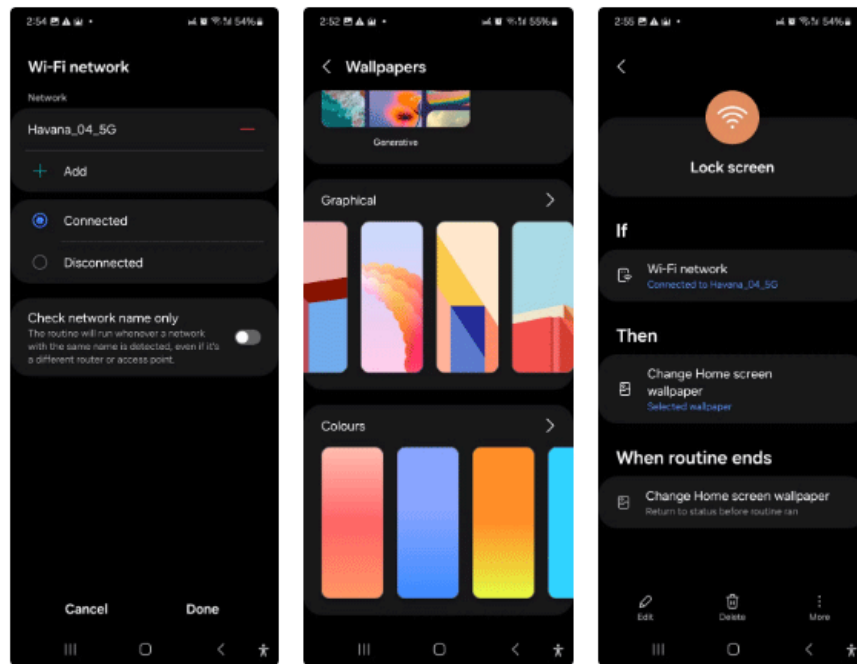 2:54
54%
Wi-Fi network
Network
Havana_04_5G
Add
Connected
Disconnected
Check network name only
The routine will run whenever a network
with the same name is detected, even if it's
a different router or access point.
Cancel
Done
2:52
55%
Wallpapers
Generative
Graphical
Colours
2:55
54%
Lock screen
If
Wi-Fi network
Connected to Havana_04_5G
Then
Change Home screen
wallpaper
Selected wallpaper
When routine ends
Change Home screen wallpaper
Return to status before routine ran
Edit
Delete
More